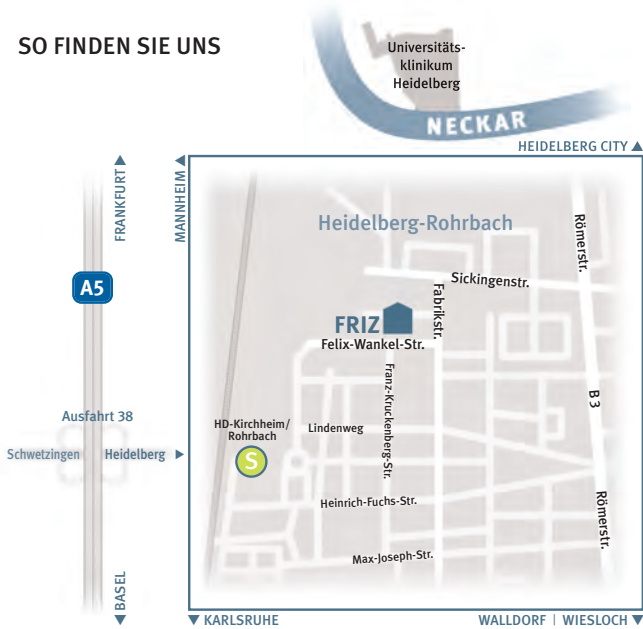 SO FINDEN SIE UNS
Universitäts-
klinikum
Heidelberg
NECKAR
HEIDELBERG CITY
FRANKFURT
MANNHEIM
Heidelberg-Rohrbach
Römerstr.
Sickingenstr.
A5
Fabrikstr.
FRIZ
Felix-Wankel-Str.
Franz-Kruckenberg-Str.
B 3
Ausfahrt 38
HD-Kirchheim/
Rohrbach
Lindenweg
Schwetzingen
Heidelberg
S
Heinrich-Fuchs-Str.
Römerstr.
Max-Joseph-Str.
BASEL
KARLSRUHE
WALLDORF | WIESLOCH